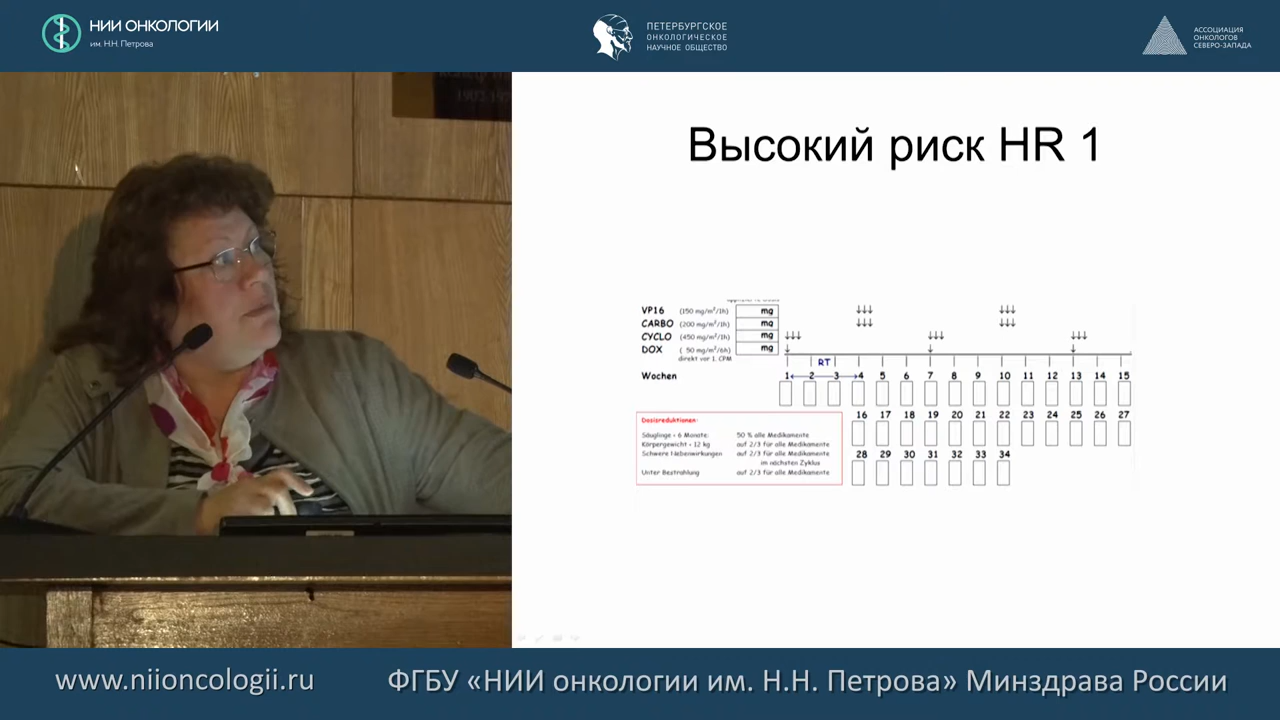 НИИ ОНКОЛОГИИ
им. Н.Н. Петрова
ПЕТЕРБУРГСКОЕ
ОНКОЛОГИЧЕСКОЕ
НАУЧНОЕ ОБЩЕСТВО
АССОЦИАЦИЯ
ОНКОЛОГОВ
СЕВЕРО-ЗАПАДА
Высокий риск HR 1
VP16 (150 mg/m²/1h) mg
CARBO (200 mg/m²/1h) mg
CYCLO (450 mg/m²/1h) mg
DOX ( 50 mg/m²/6h) mg
direkt vor 1. CPM
RT
Wochen 1 2 3 4 5 6 7 8 9 10 11 12 13 14 15
16 17 18 19 20 21 22 23 24 25 26 27
28 29 30 31 32 33 34
Dosisreduktionen:
Säuglinge < 6 Monate: 50 % alle Medikamente
Körpergewicht < 12 kg auf 2/3 für alle Medikamente
Schwere Nebenwirkungen auf 2/3 für alle Medikamente
im nächsten Zyklus
Unter Bestrahlung auf 2/3 für alle Medikamente
www.niioncologii.ru
ФГБУ «НИИ онкологии им. Н.Н. Петрова» Минздрава России